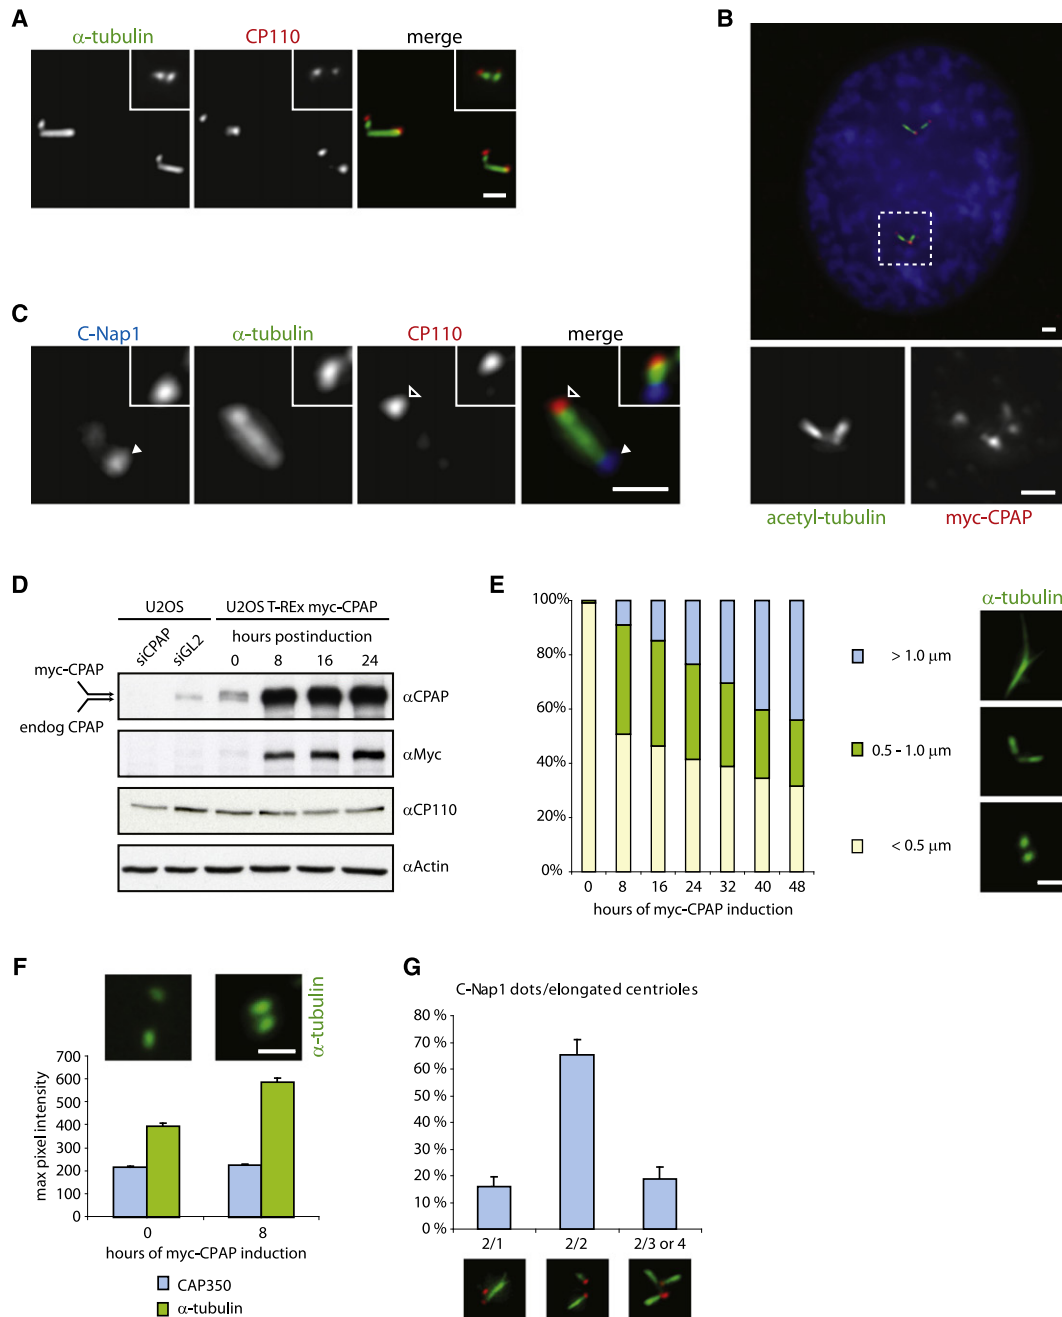 A
α-tubulin CP110 merge
B
C
C-Nap1 α-tubulin CP110 merge
acetyl-tubulin myc-CPAP
D
U2OS U2OS T-REx myc-CPAP
hours postinduction
siCPAP siGL2 0 8 16 24
myc-CPAP
endog CPAP
αCPAP
αMyc
αCP110
αActin
E
100%
80%
60%
40%
20%
0%
0 8 16 24 32 40 48
hours of myc-CPAP induction
α-tubulin
> 1.0 μm
0.5 - 1.0 μm
< 0.5 μm
F
α-tubulin
max pixel intensity
700
600
500
400
300
200
100
0
0 8
hours of myc-CPAP induction
CAP350
α-tubulin
G
C-Nap1 dots/elongated centrioles
80 %
70 %
60 %
50 %
40 %
30 %
20 %
10 %
0 %
2/1 2/2 2/3 or 4